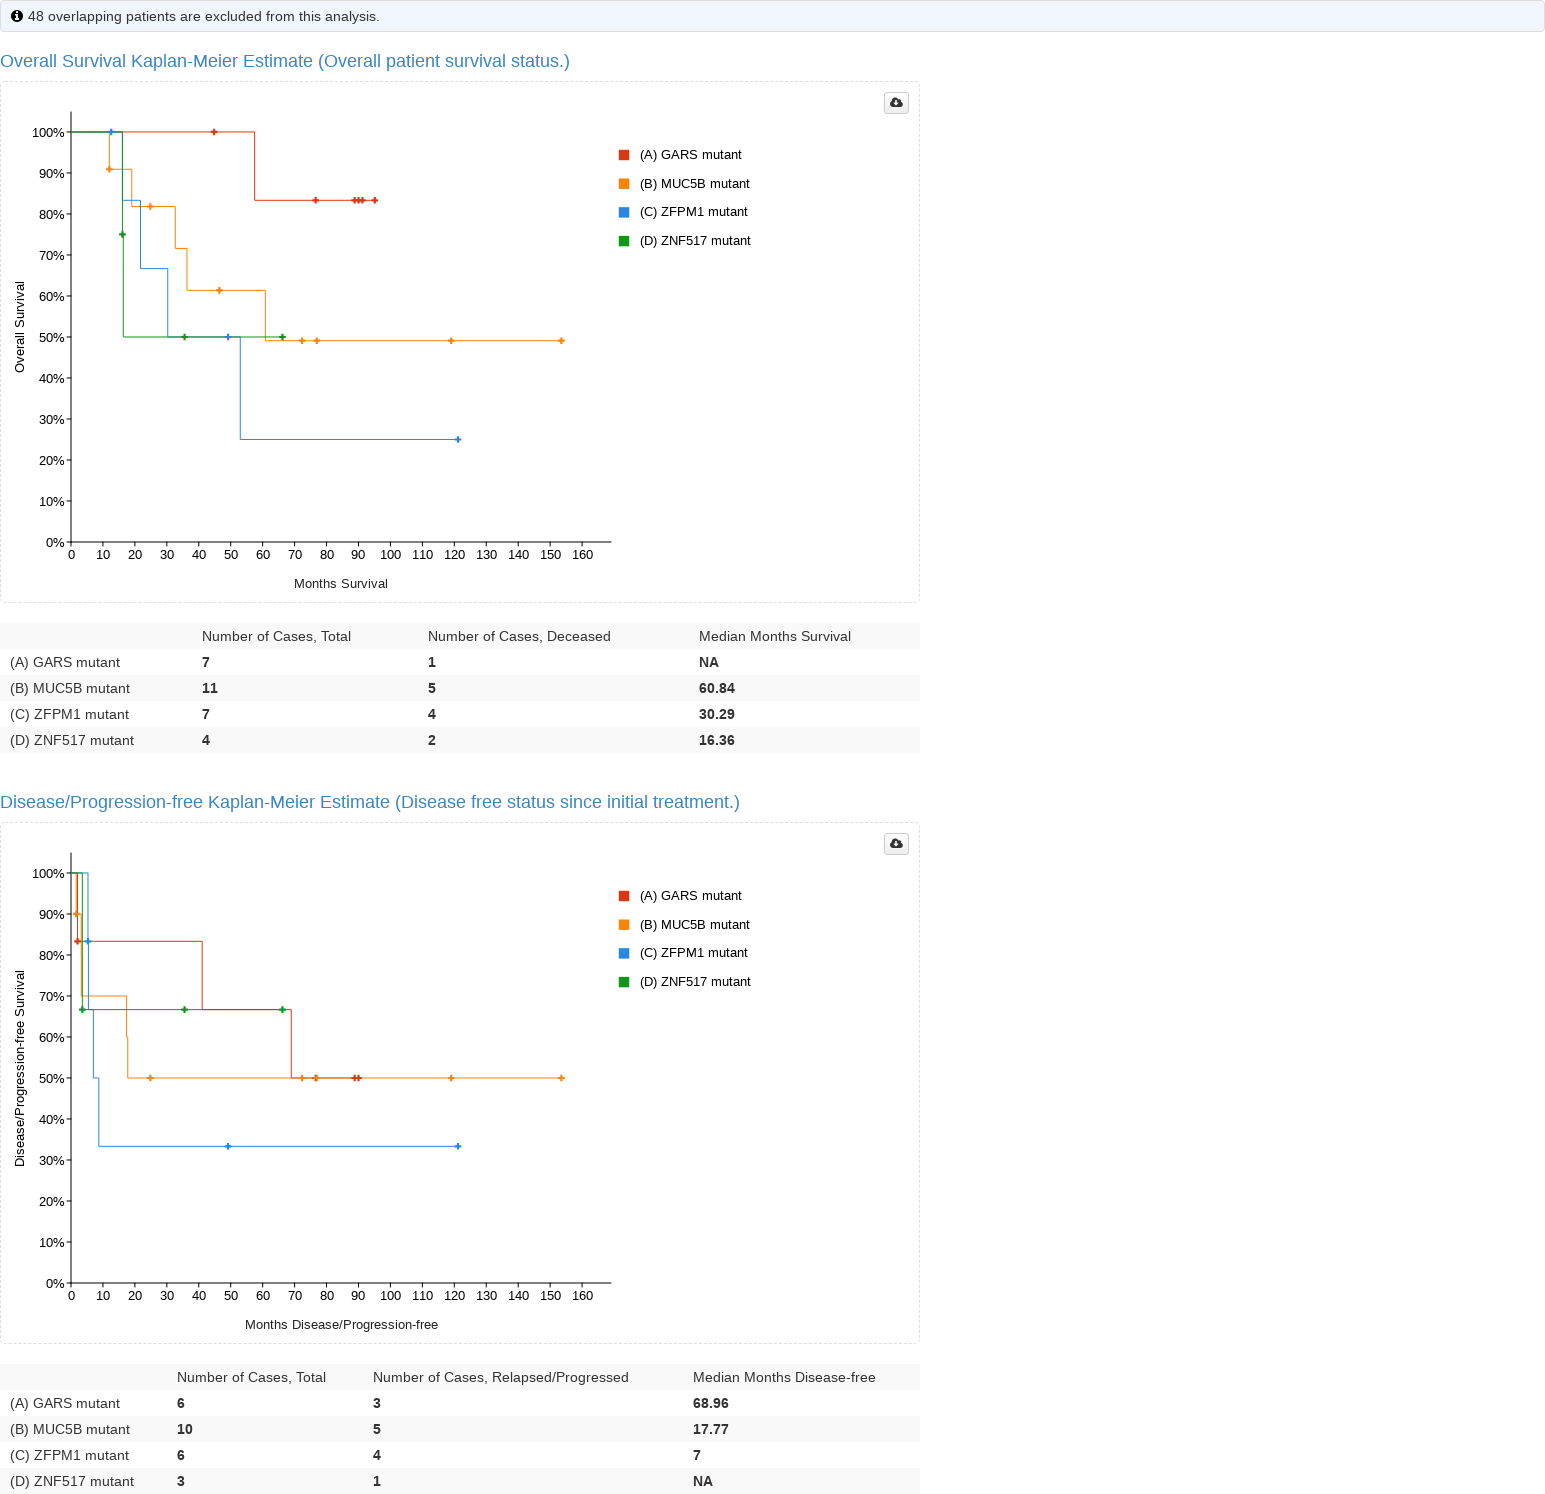 48 overlapping patients are excluded from this analysis.
Overall Survival Kaplan-Meier Estimate (Overall patient survival status.)
100%
90%
80%
70%
60%
50%
40%
30%
20%
10%
0%
Overall Survival
0 10 20 30 40 50 60 70 80 90 100 110 120 130 140 150 160
Months Survival
(A) GARS mutant
(B) MUC5B mutant
(C) ZFPM1 mutant
(D) ZNF517 mutant
Number of Cases, Total Number of Cases, Deceased Median Months Survival
(A) GARS mutant 7 1 NA
(B) MUC5B mutant 11 5 60.84
(C) ZFPM1 mutant 7 4 30.29
(D) ZNF517 mutant 4 2 16.36
Disease/Progression-free Kaplan-Meier Estimate (Disease free status since initial treatment.)
100%
90%
80%
70%
60%
50%
40%
30%
20%
10%
0%
Disease/Progression-free Survival
0 10 20 30 40 50 60 70 80 90 100 110 120 130 140 150 160
Months Disease/Progression-free
(A) GARS mutant
(B) MUC5B mutant
(C) ZFPM1 mutant
(D) ZNF517 mutant
Number of Cases, Total Number of Cases, Relapsed/Progressed Median Months Disease-free
(A) GARS mutant 6 3 68.96
(B) MUC5B mutant 10 5 17.77
(C) ZFPM1 mutant 6 4 7
(D) ZNF517 mutant 3 1 NA